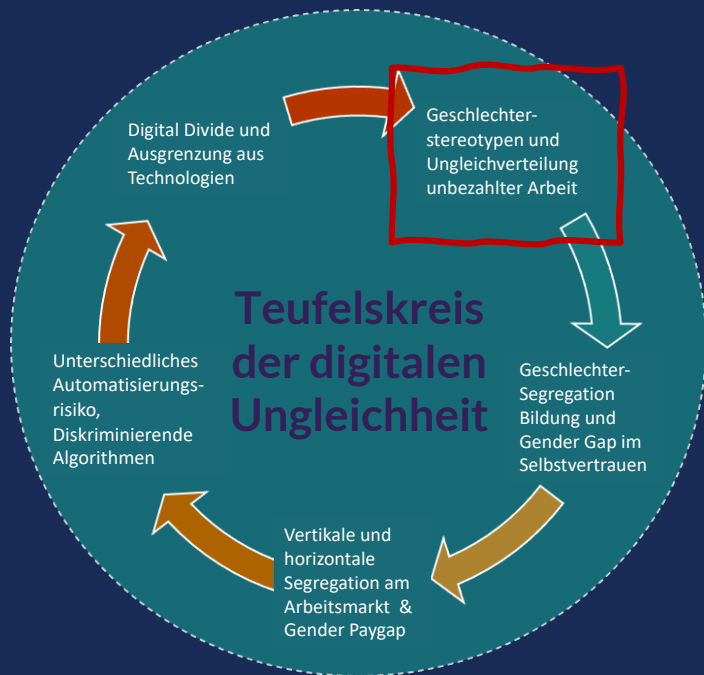 Digital Divide und
Ausgrenzung aus
Technologien
Geschlechter-
stereotypen und
Ungleichverteilung
unbezahlter Arbeit
Teufelskreis
der digitalen
Ungleichheit
Geschlechter-
Segregation
Bildung und
Gender Gap im
Selbstvertrauen
Vertikale und
horizontale
Segregation am
Arbeitsmarkt &
Gender Paygap
Unterschiedliches
Automatisierungs-
risiko,
Diskriminierende
Algorithmen